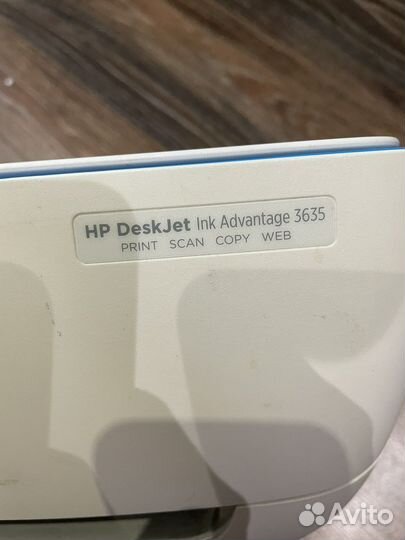 HP DeskJet Ink Advantage 3635
PRINT SCAN COPY WEB
Avito